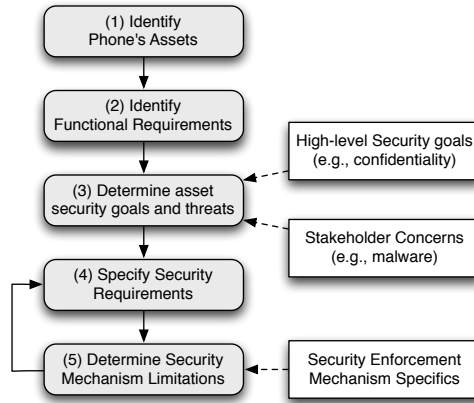 (1) Identify
Phone's Assets
(2) Identify
Functional Requirements
High-level Security goals
(e.g., confidentiality)
(3) Determine asset
security goals and threats
Stakeholder Concerns
(e.g., malware)
(4) Specify Security
Requirements
(5) Determine Security
Mechanism Limitations
Security Enforcement
Mechanism Specifics